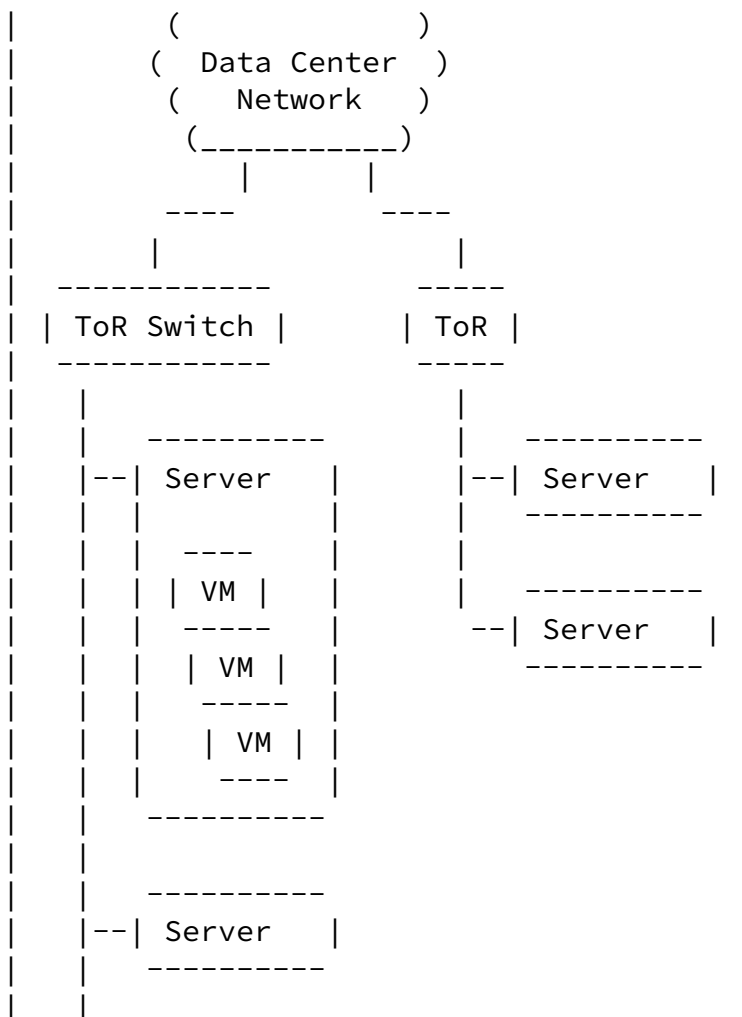 Data Center
Network
ToR Switch
ToR
Server
Server
VM
Server
VM
VM
Server